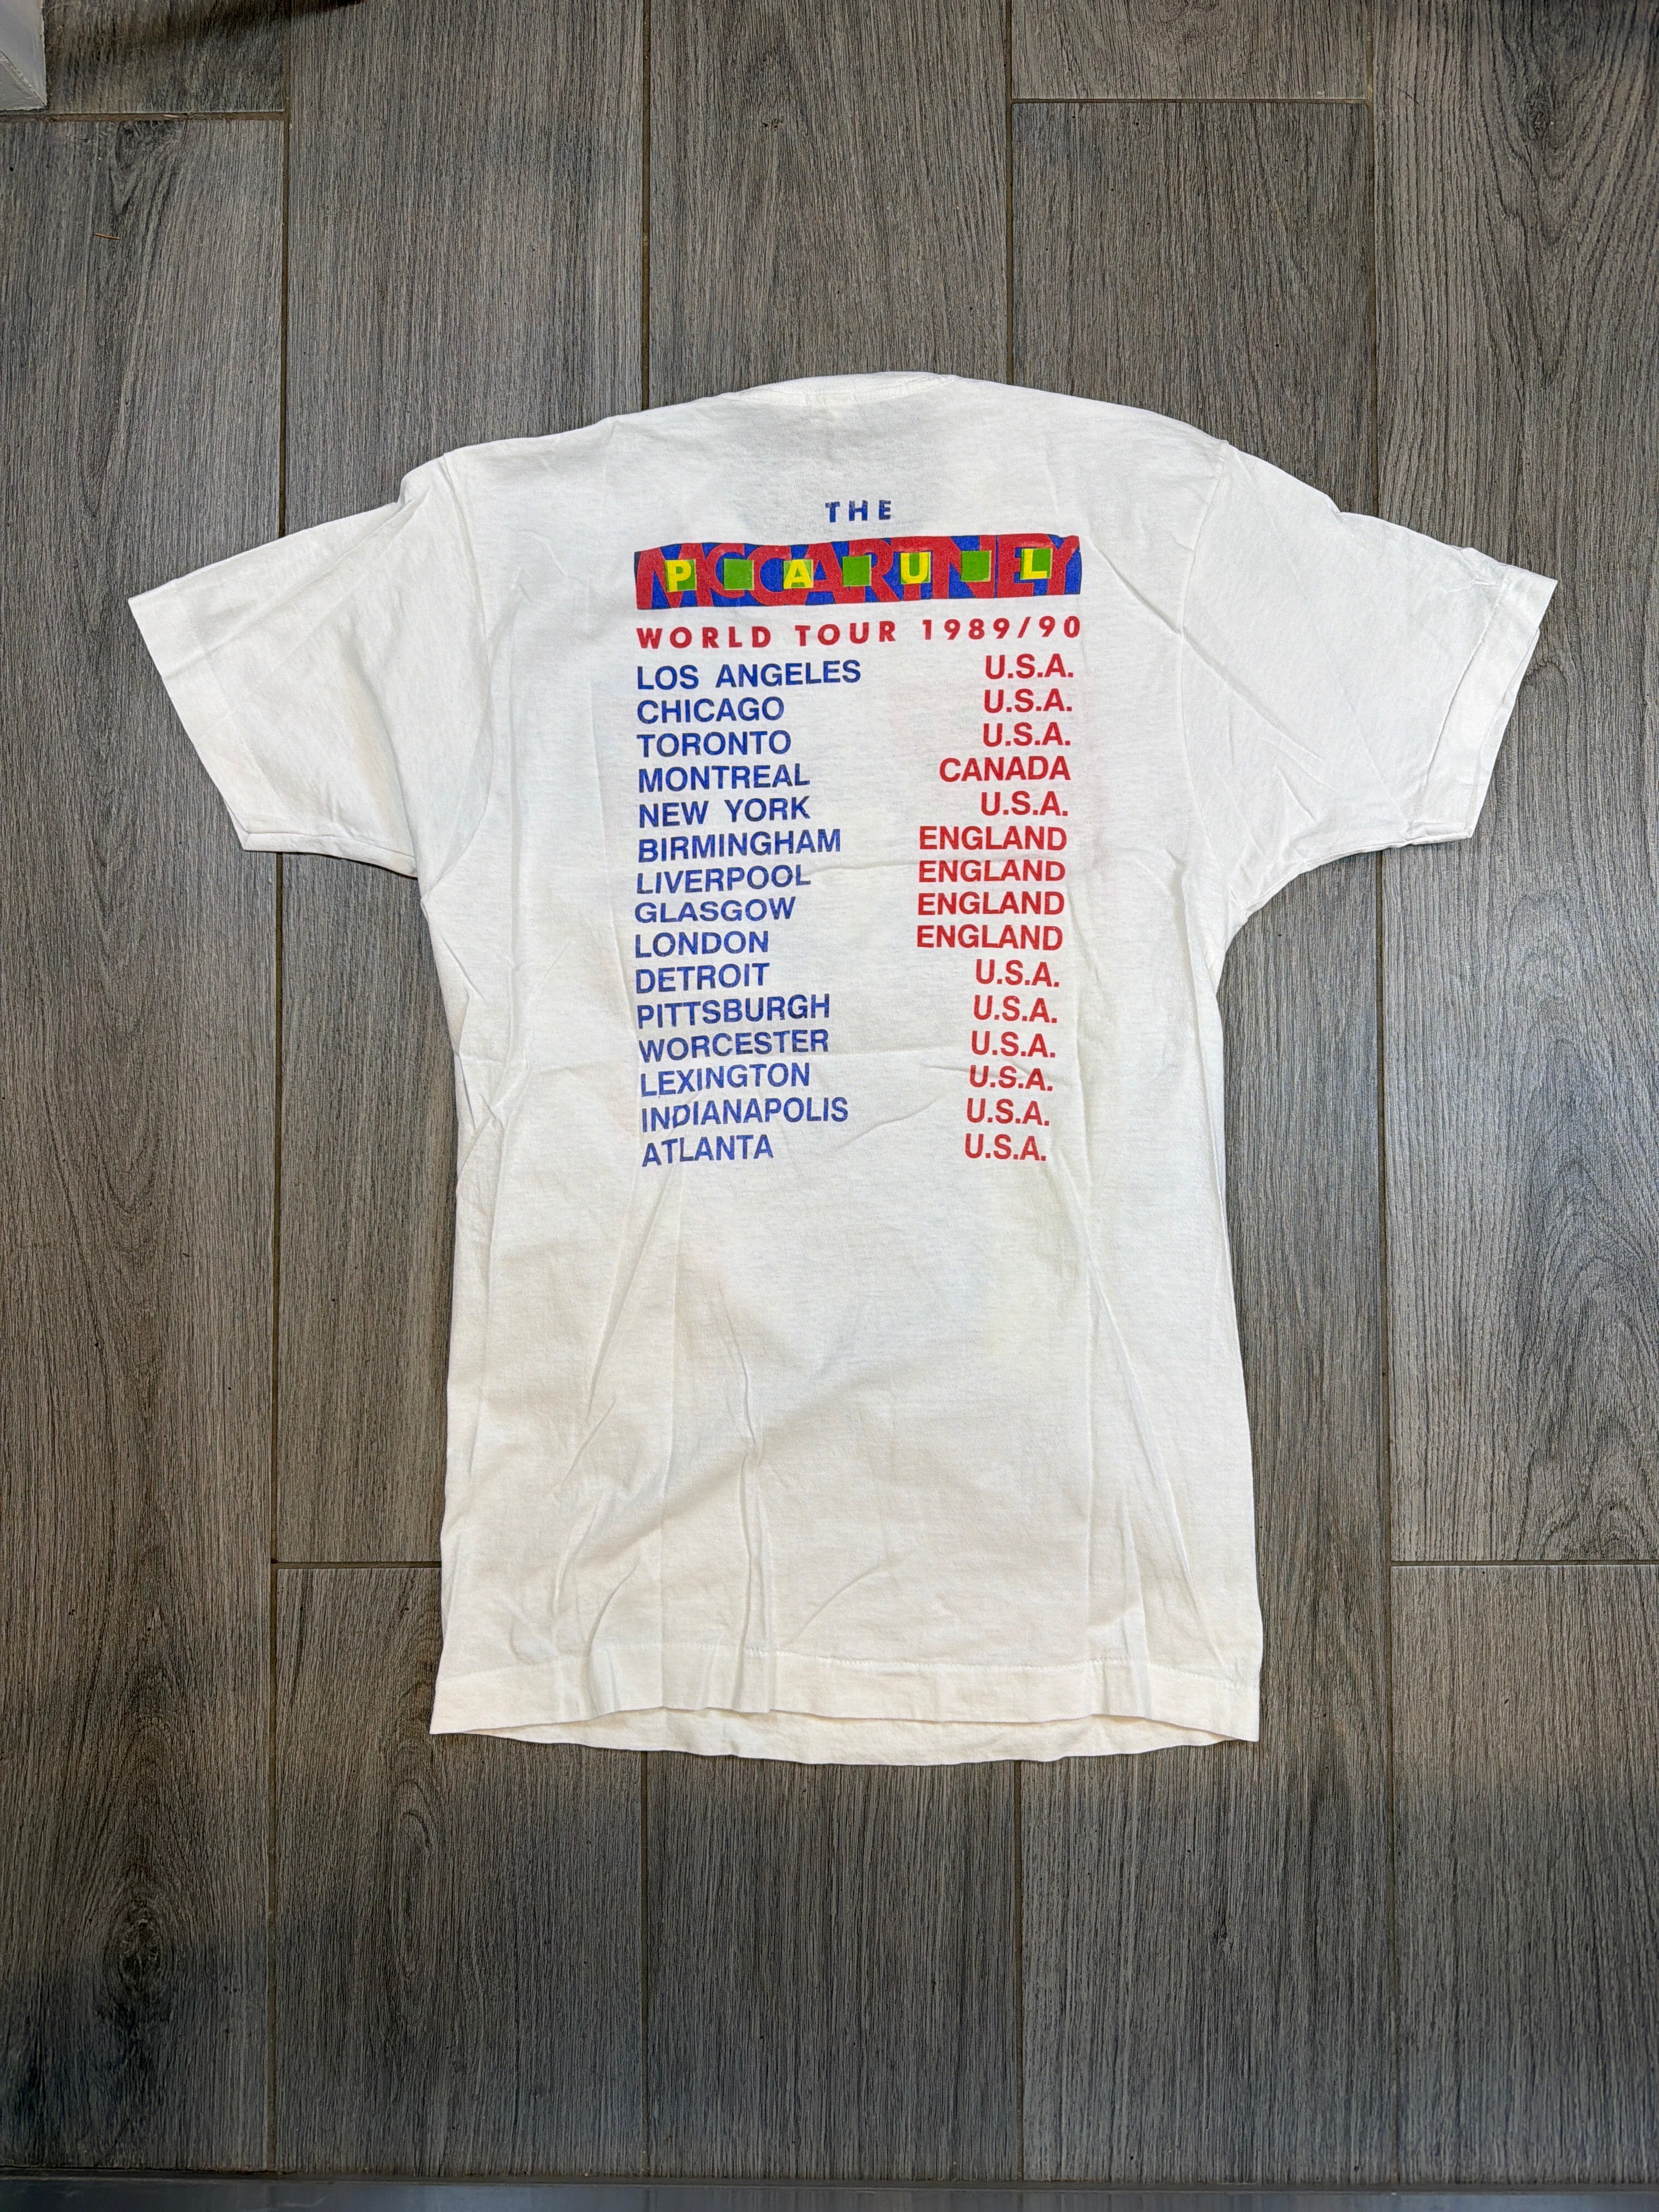 THE
MCCARTNEY
PAUL
WORLD TOUR 1989/90
LOS ANGELES U.S.A.
CHICAGO U.S.A.
TORONTO U.S.A.
MONTREAL CANADA
NEW YORK U.S.A.
BIRMINGHAM ENGLAND
LIVERPOOL ENGLAND
GLASGOW ENGLAND
LONDON ENGLAND
DETROIT U.S.A.
PITTSBURGH U.S.A.
WORCESTER U.S.A.
LEXINGTON U.S.A.
INDIANAPOLIS U.S.A.
ATLANTA U.S.A.